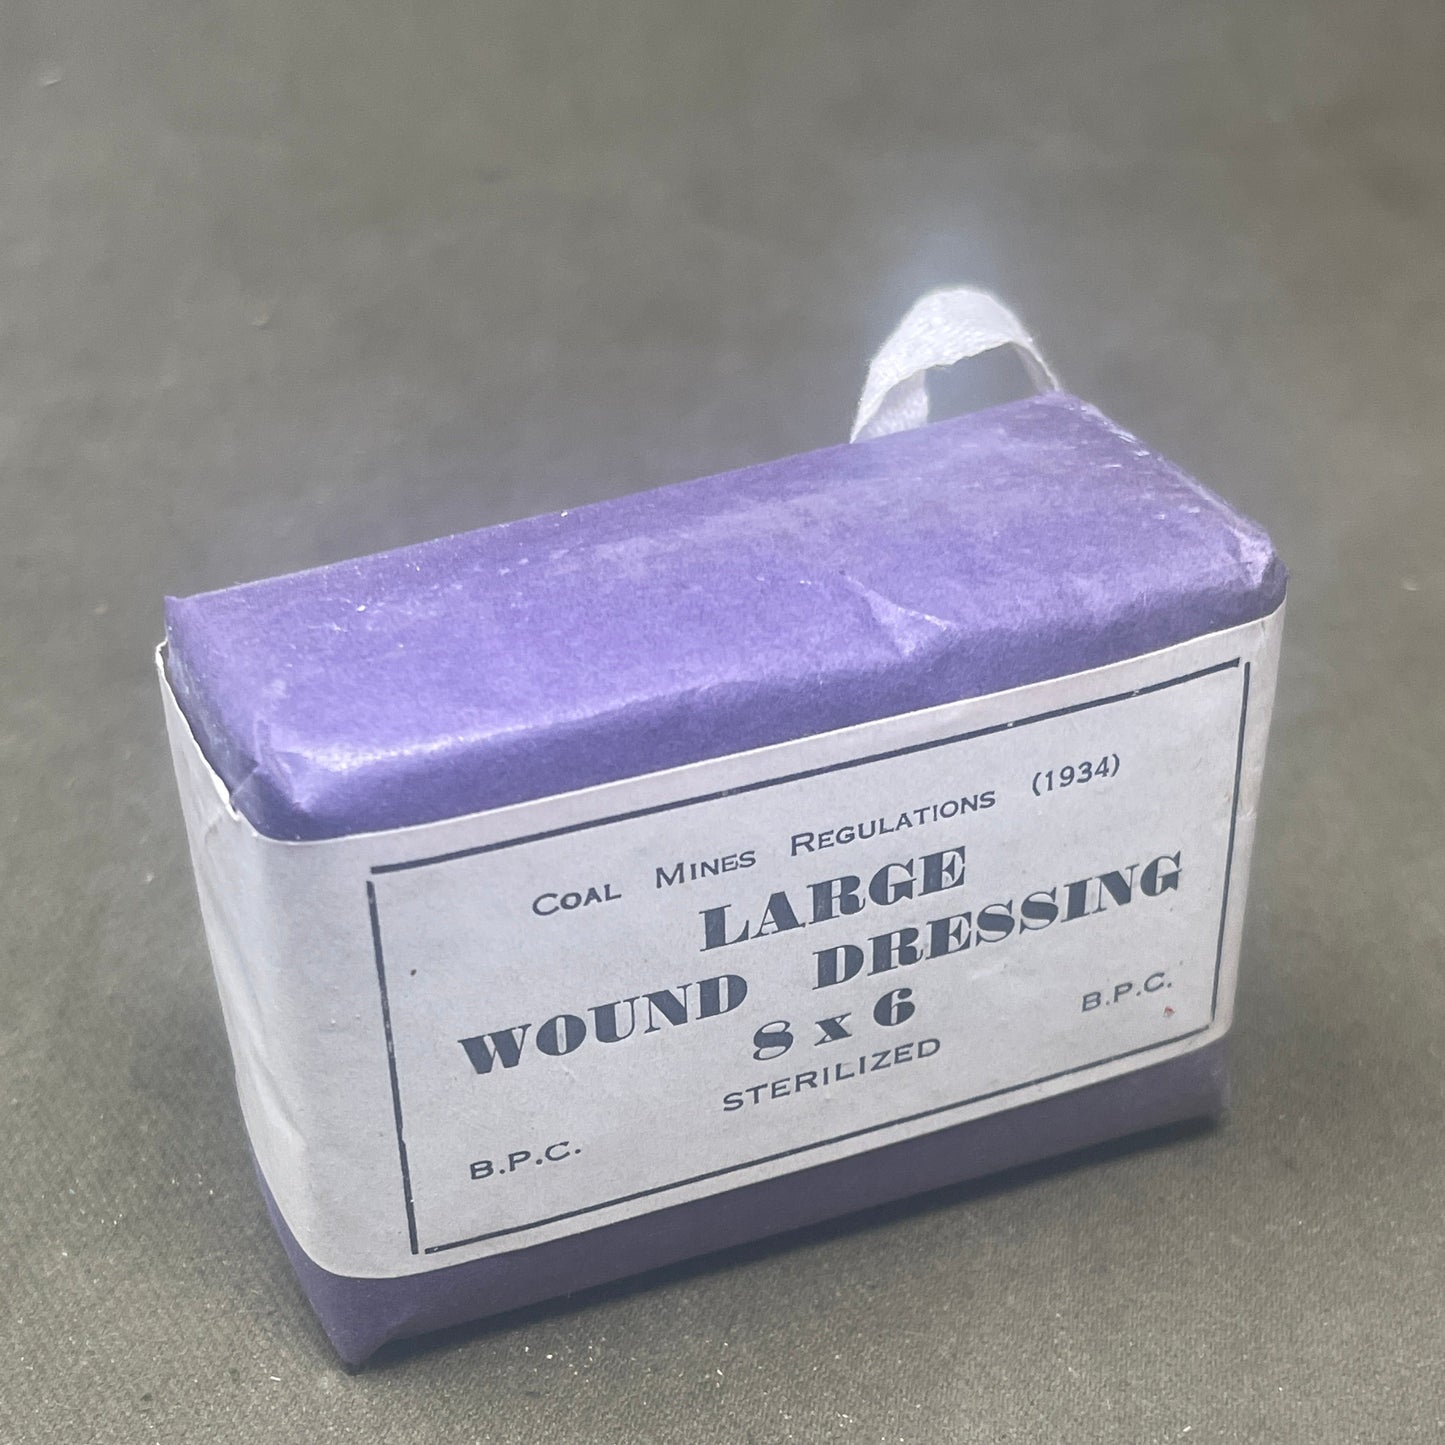 COAL MINES REGULATIONS (1934)
LARGE
WOUND DRESSING
8 x 6
B.P.C. STERILIZED B.P.C.